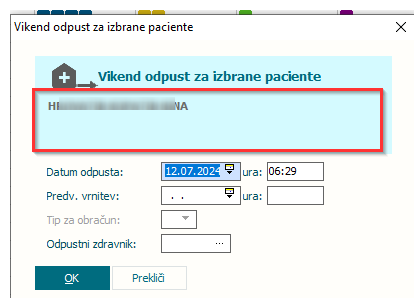 Vikend odpust za izbrane paciente
Vikend odpust za izbrane paciente
Datum odpusta: 12.07.2024 ura: 06:29
Predv. vrnitev: . . ura:
Tip za obračun:
Odpustni zdravnik: ...
OK Prekliči